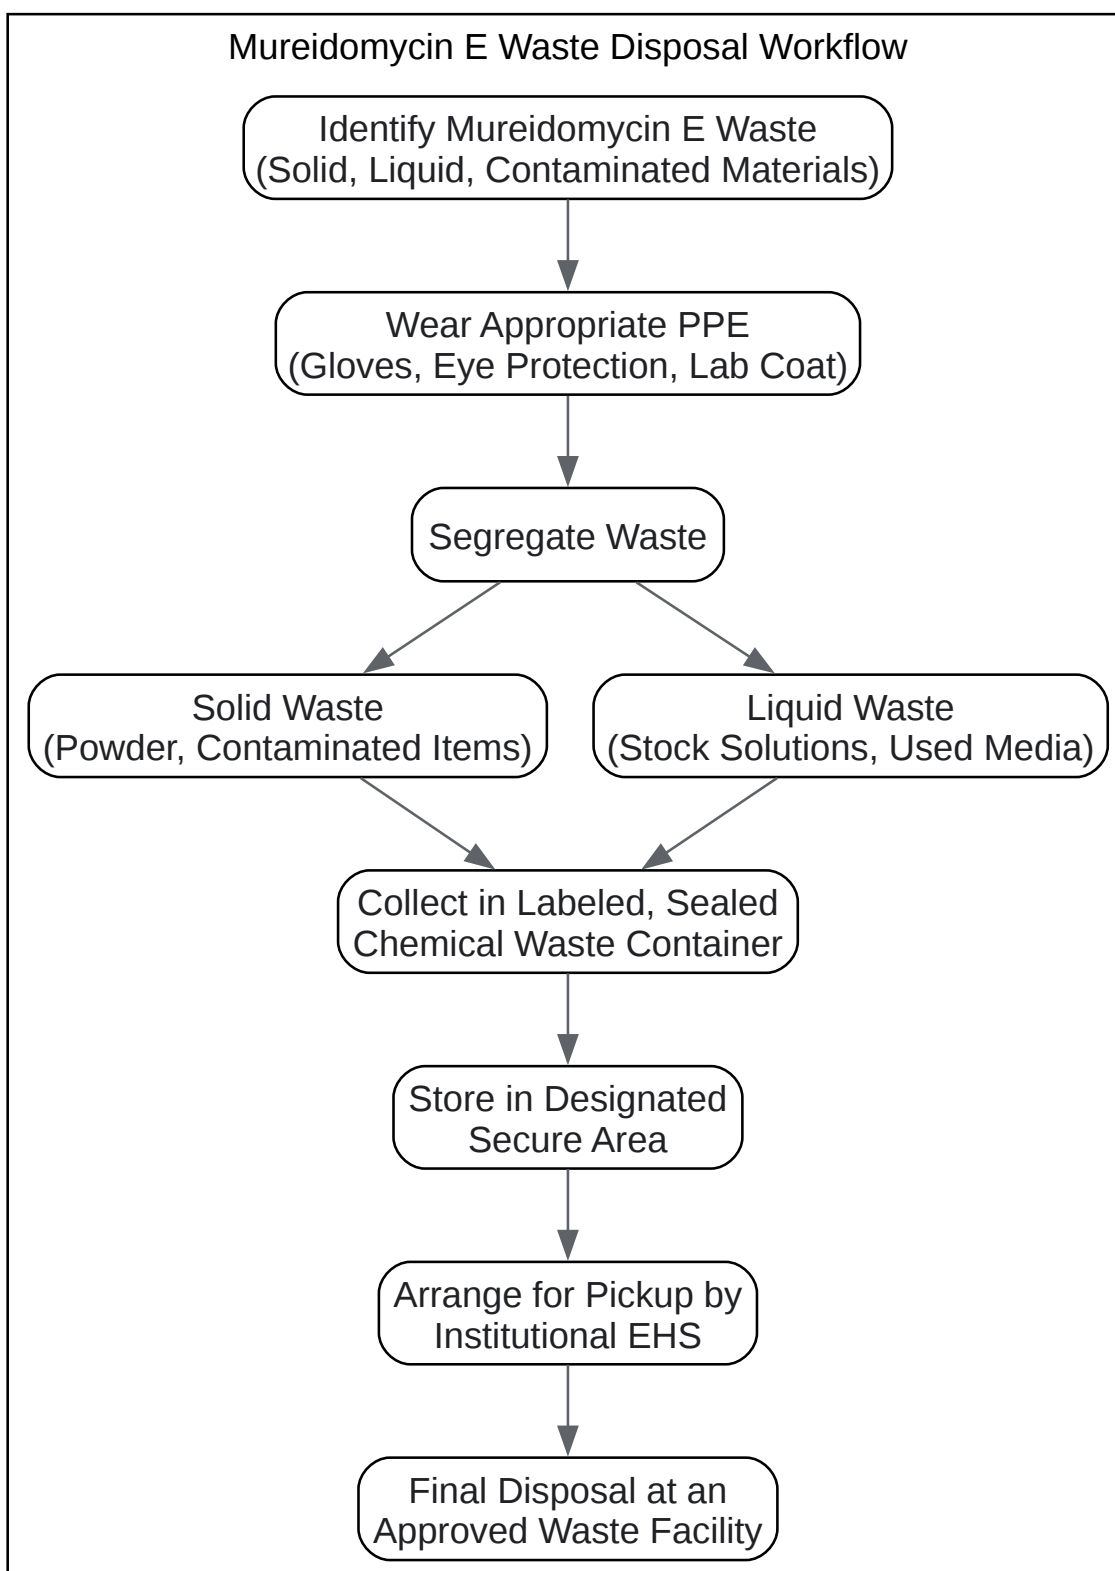 Mureidomycin E Waste Disposal Workflow
Identify Mureidomycin E Waste
(Solid, Liquid, Contaminated Materials)
Wear Appropriate PPE
(Gloves, Eye Protection, Lab Coat)
Segregate Waste
Solid Waste
(Powder, Contaminated Items)
Liquid Waste
(Stock Solutions, Used Media)
Collect in Labeled, Sealed
Chemical Waste Container
Store in Designated
Secure Area
Arrange for Pickup by
Institutional EHS
Final Disposal at an
Approved Waste Facility